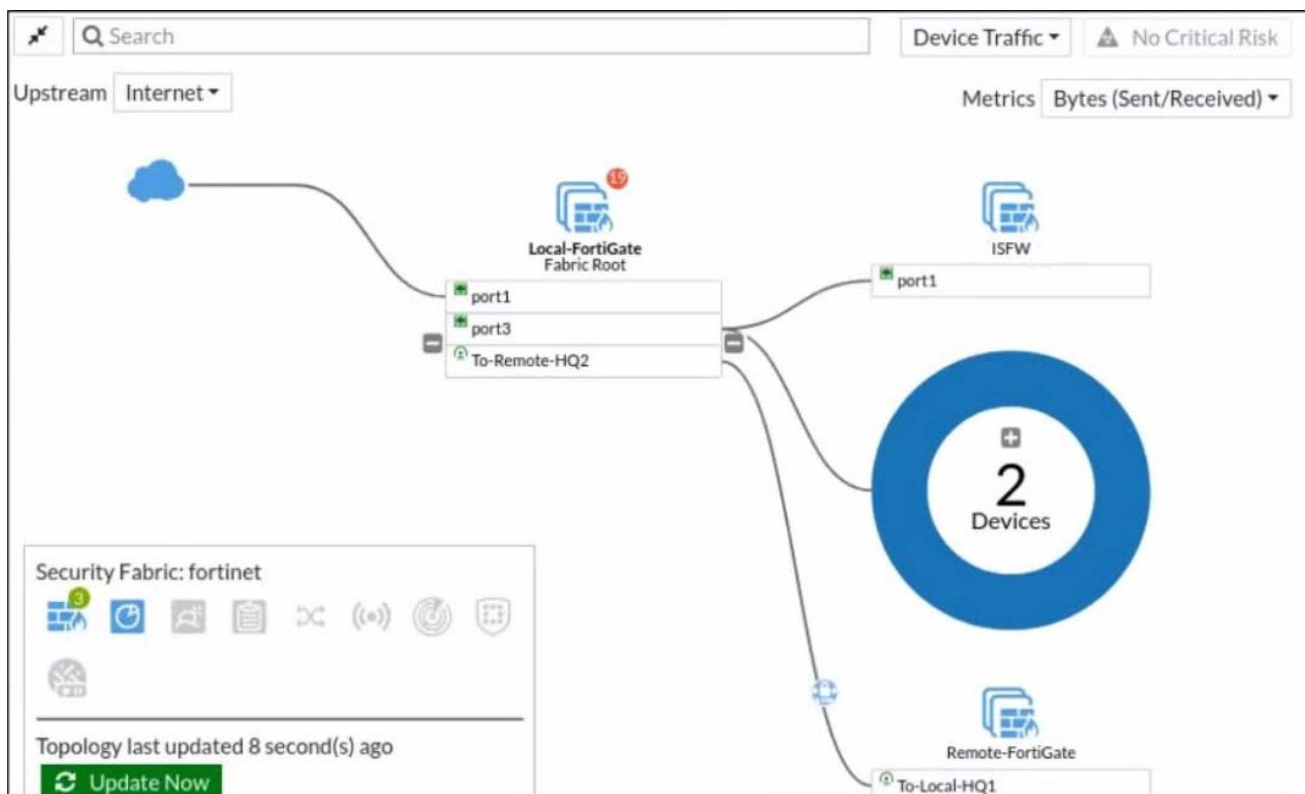 Search
Device Traffic
No Critical Risk
Upstream
Internet
Metrics
Bytes (Sent/Received)
19
Local-FortiGate
Fabric Root
port1
port3
To-Remote-HQ2
ISFW
port1
2
Devices
Security Fabric: fortinet
3
Topology last updated 8 second(s) ago
Update Now
Remote-FortiGate
To-Local-HQ1